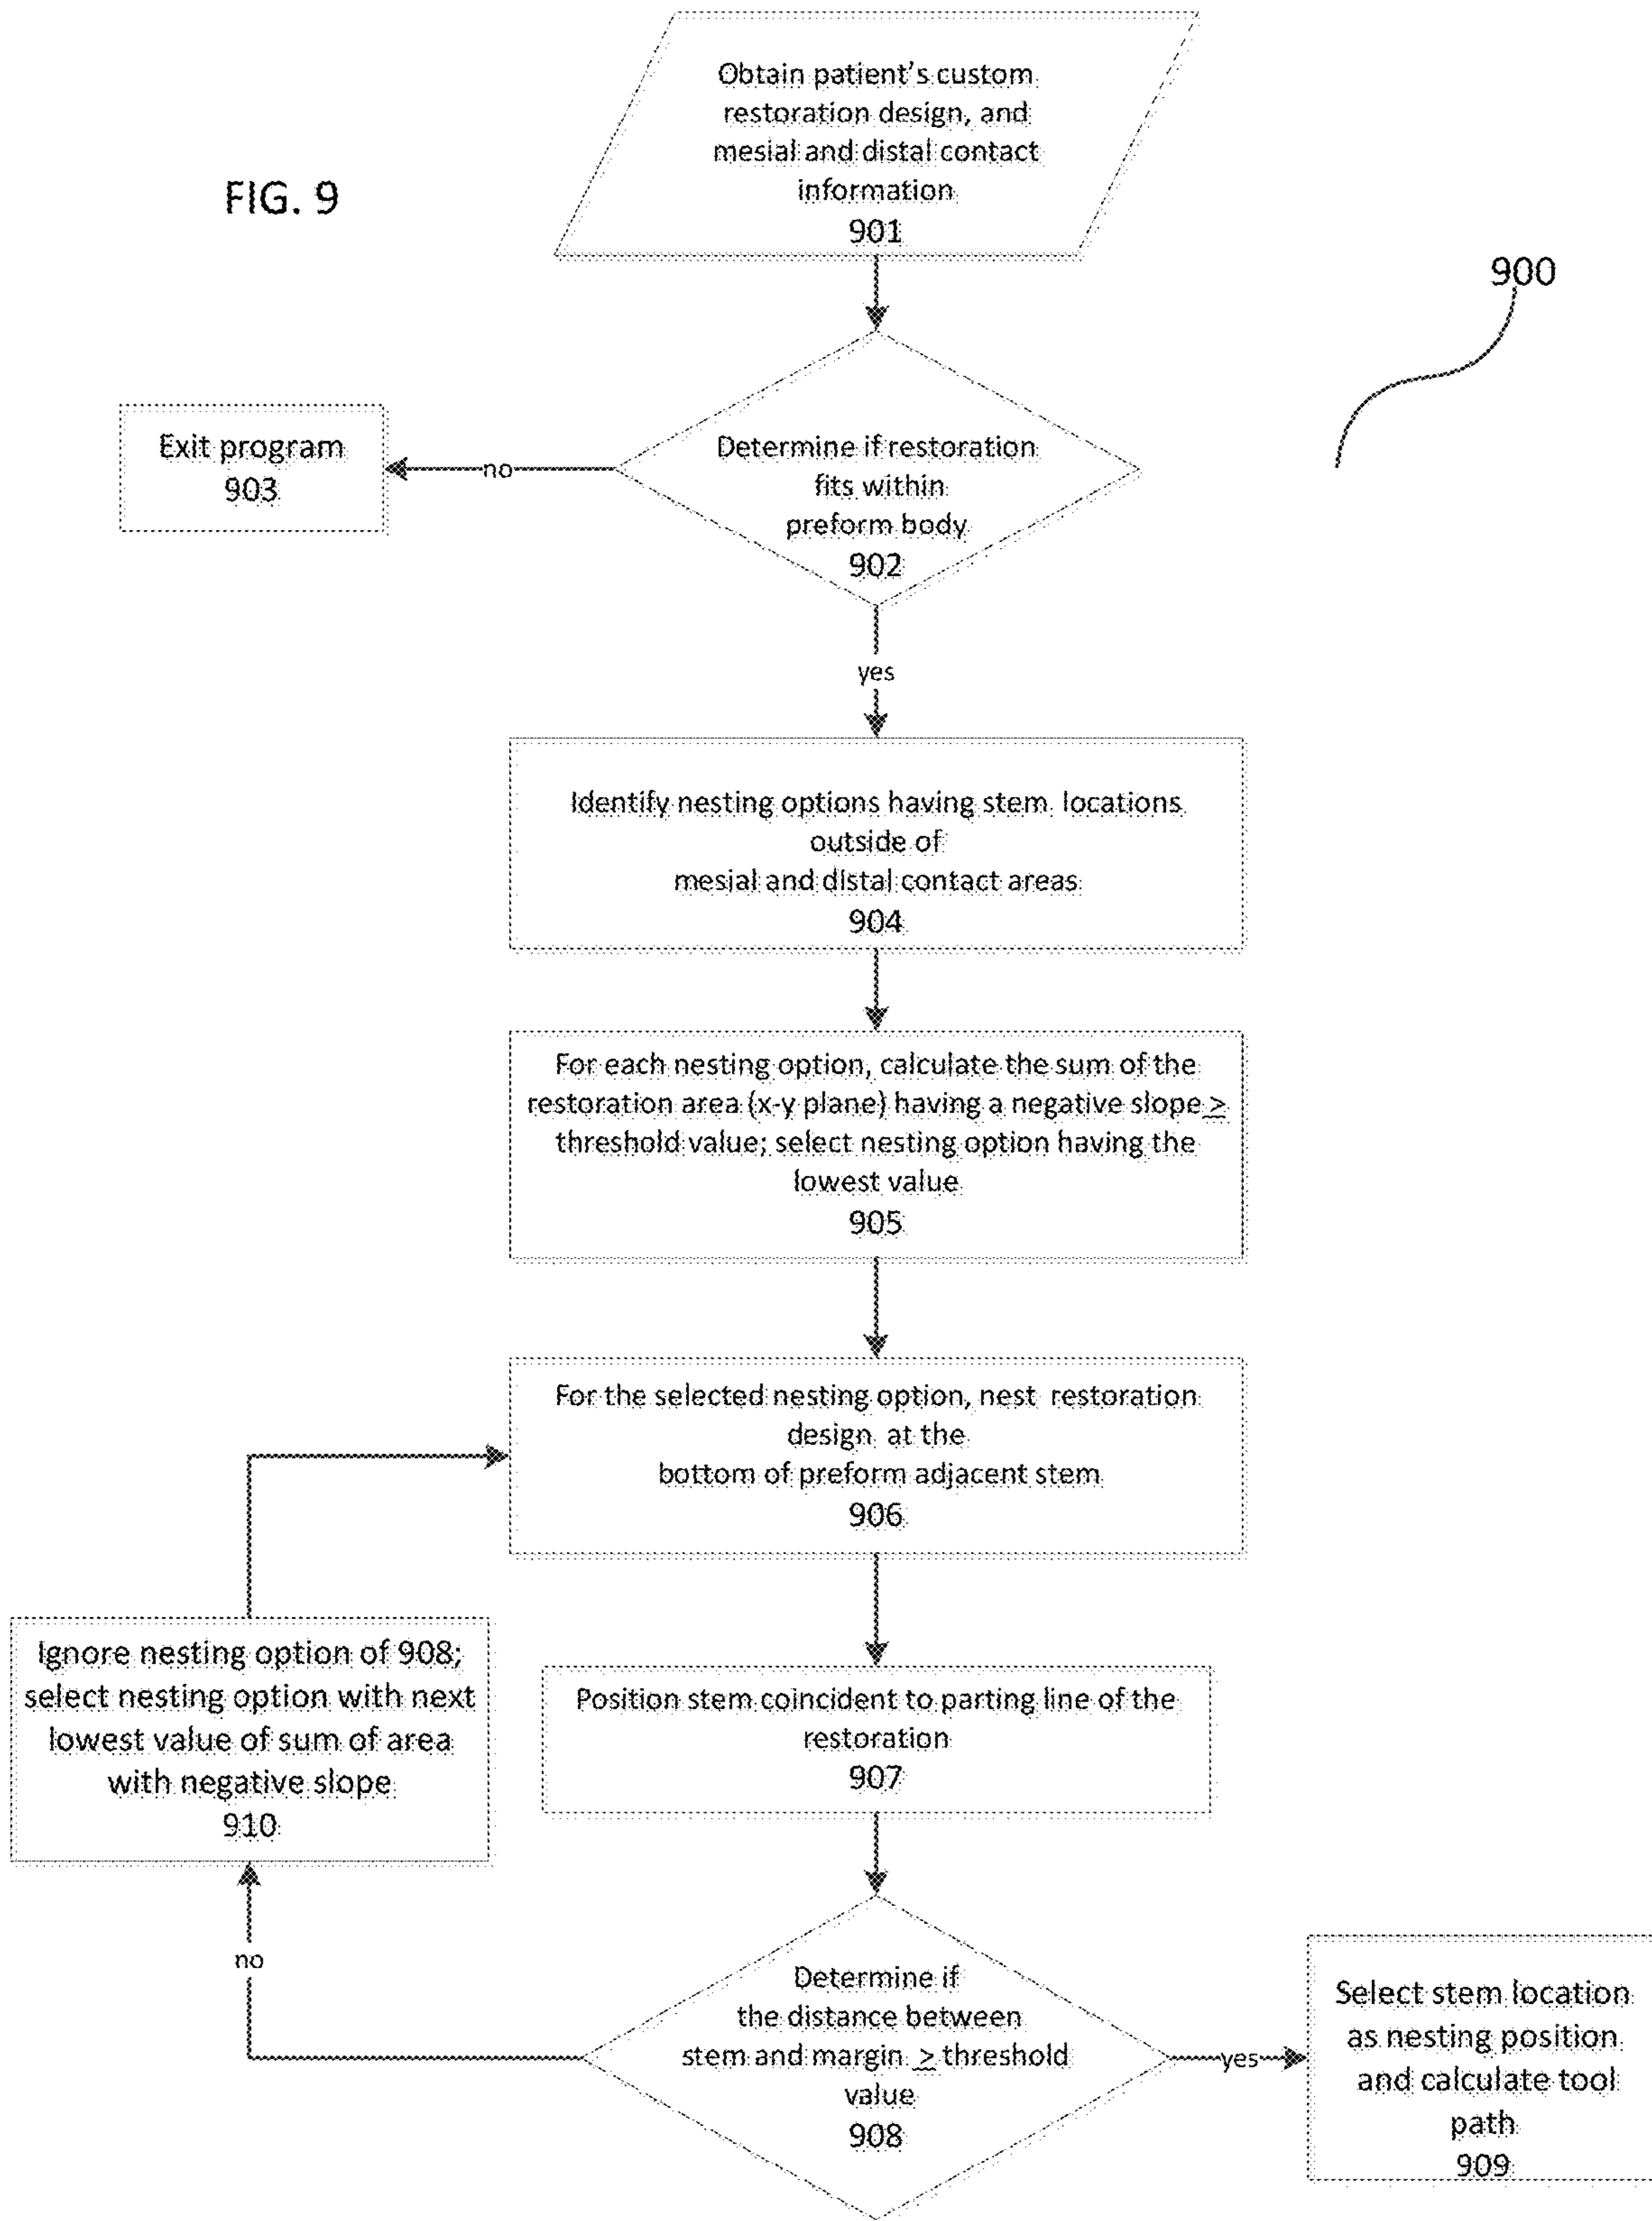 Obtain patient's custom
restoration design, and
mesial and distal contact
information
901
FIG. 9
900
Exit program
903
no
Determine if restoration
fits within
preform body
902
yes
Identify nesting options having stem locations
outside of
mesial and distal contact areas
904
For each nesting option, calculate the sum of the
restoration area (x-y plane) having a negative slope ≥
threshold value; select nesting option having the
lowest value
905
For the selected nesting option, nest restoration
design at the
bottom of preform adjacent stem
906
Ignore nesting option of 908;
select nesting option with next
lowest value of sum of area
with negative slope
910
Position stem coincident to parting line of the
restoration
907
no
Determine if
the distance between
stem and margin ≥ threshold
value
908
yes
Select stem location
as nesting position
and calculate tool
path
909